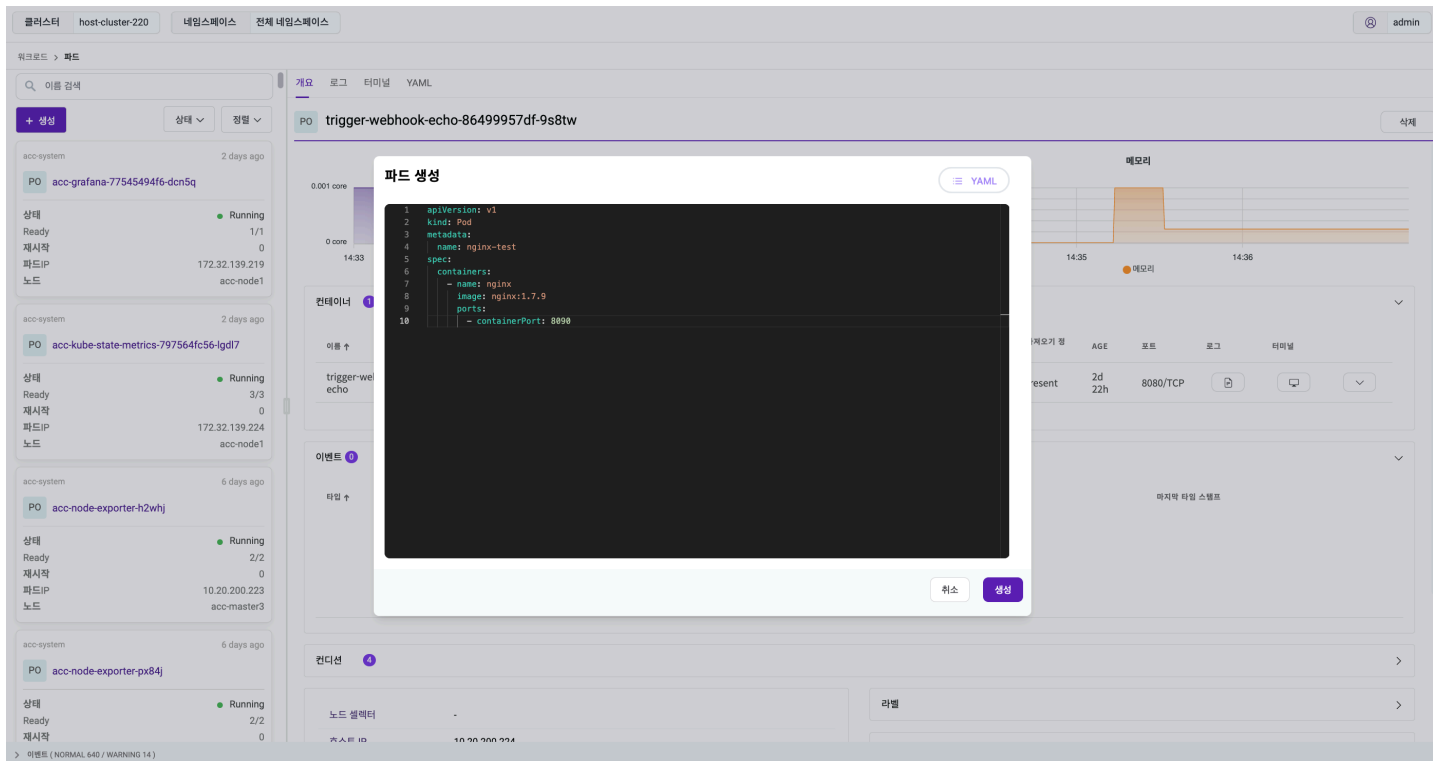 클러스터 host-cluster-220 네임스페이스 전체 네임스페이스 admin
워크로드 > 파드
이름 검색
+ 생성 상태 정렬
acc-system 2 days ago
PO acc-grafana-77545494f6-dcn5q
상태 Running
Ready 1/1
재시작 0
파드IP 172.32.139.219
노드 acc-node1
acc-system 2 days ago
PO acc-kube-state-metrics-797564fc56-lgdl7
상태 Running
Ready 3/3
재시작 0
파드IP 172.32.139.224
노드 acc-node1
acc-system 6 days ago
PO acc-node-exporter-h2whj
상태 Running
Ready 2/2
재시작 0
파드IP 10.20.200.223
노드 acc-master3
acc-system 6 days ago
PO acc-node-exporter-px84j
상태 Running
Ready 2/2
재시작 0
개요 로그 터미널 YAML
PO trigger-webhook-echo-86499957df-9s8tw 삭제
0.001 core
0 core
14:33
메모리
14:35 14:36
메모리
파드 생성 YAML
1 apiVersion: v1
2 kind: Pod
3 metadata:
4 name: nginx-test
5 spec:
6 containers:
7 - name: nginx
8 image: nginx:1.7.9
9 ports:
10 - containerPort: 8090
취소 생성
컨테이너 1
이름 ↑ AGE 포트 로그 터미널
echo 2d 22h 8080/TCP
이벤트 0
타입 ↑ 마지막 타임 스탬프
컨디션 4
노드 셀렉터 -
10.20.200.224
라벨
> 이벤트 ( NORMAL 640 / WARNING 14 )